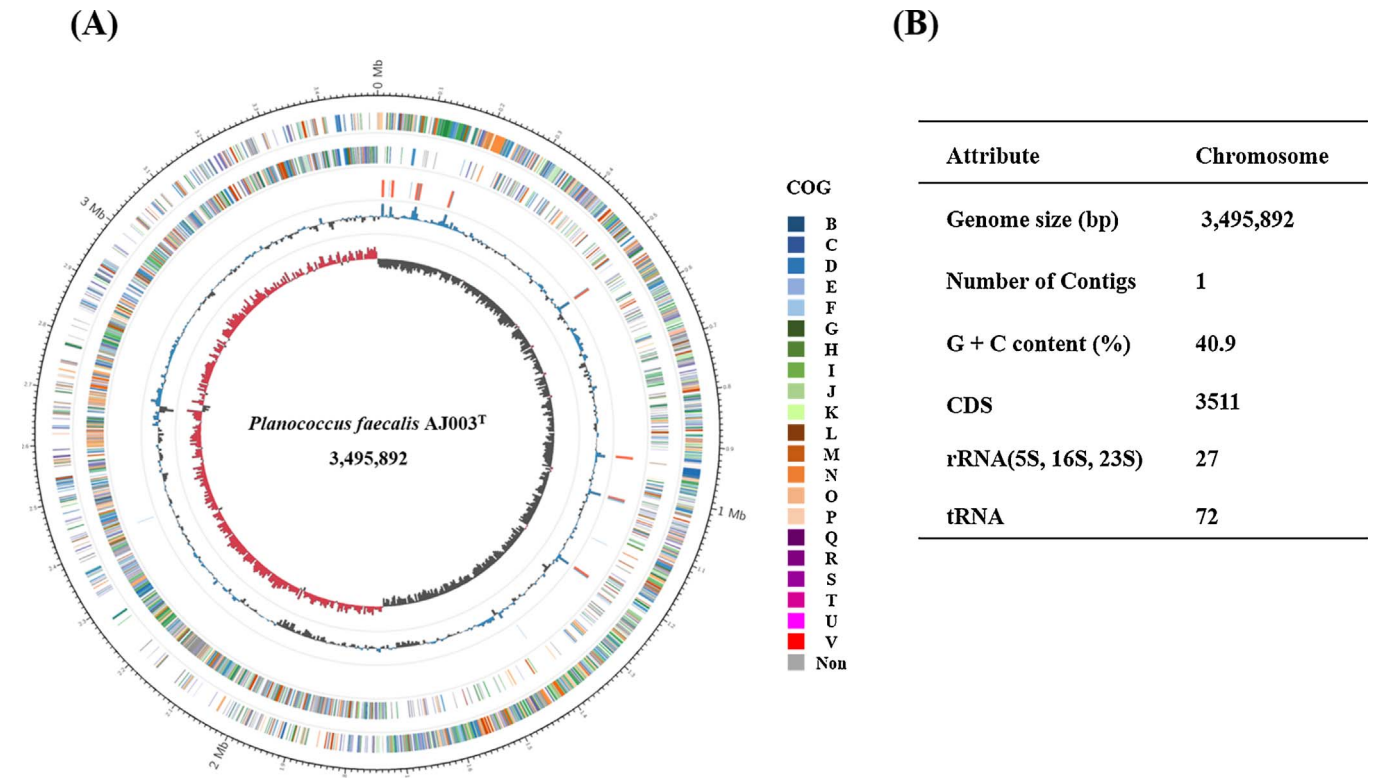 (A)
(B)
0 Mb
1 Mb
2 Mb
3 Mb
Planococcus faecalis AJ003ᵀ
3,495,892
COG
B
C
D
E
F
G
H
I
J
K
L
M
N
O
P
Q
R
S
T
U
V
Non
Attribute Chromosome
Genome size (bp) 3,495,892
Number of Contigs 1
G + C content (%) 40.9
CDS 3511
rRNA(5S, 16S, 23S) 27
tRNA 72